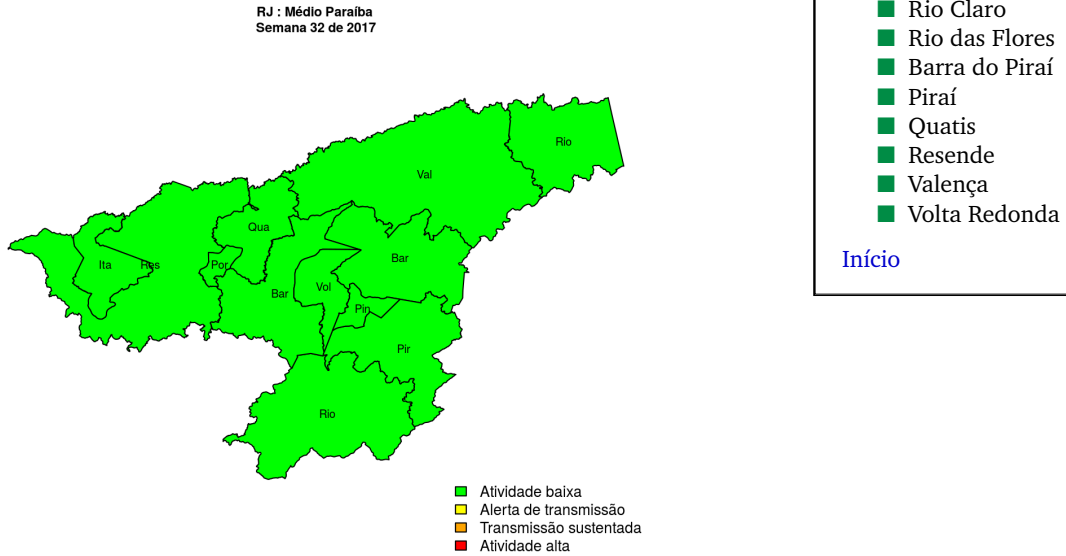 RJ : Médio Paraíba
Semana 32 de 2017
Rio
Val
Qua
Ita
Res
Por
Bar
Bar
Vol
Pin
Pir
Rio
Atividade baixa
Alerta de transmissão
Transmissão sustentada
Atividade alta
Rio Claro
Rio das Flores
Barra do Piraí
Piraí
Quatis
Resende
Valença
Volta Redonda
Início